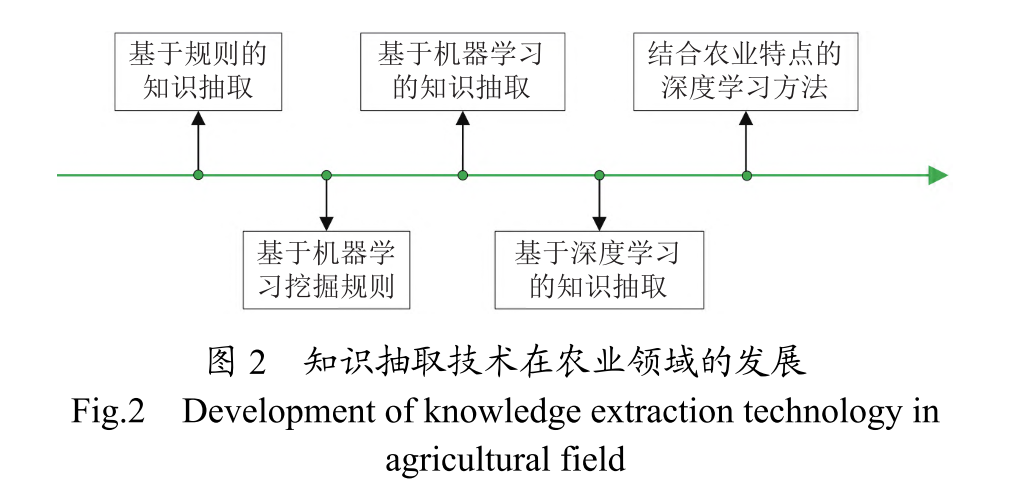 基于规则的
知识抽取
基于机器学习
的知识抽取
结合农业特点的
深度学习方法
基于机器学
习挖掘规则
基于深度学习
的知识抽取
图 2 知识抽取技术在农业领域的发展
Fig.2 Development of knowledge extraction technology in
agricultural field